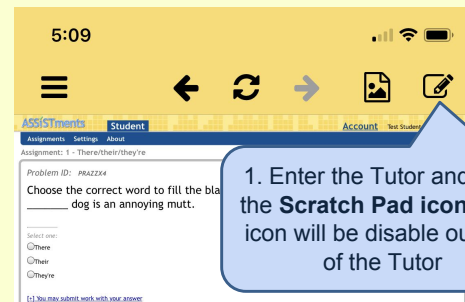 5:09
ASSISTments Student Account Test Student
Assignments Settings About
Assignment: 1 - There/their/they're
Problem ID: PRAZZX4
Choose the correct word to fill the bla
_______ dog is an annoying mutt.
Select one:
There
Their
They're
[+] You may submit work with your answer
1. Enter the Tutor and
the Scratch Pad icon
icon will be disable ou
of the Tutor